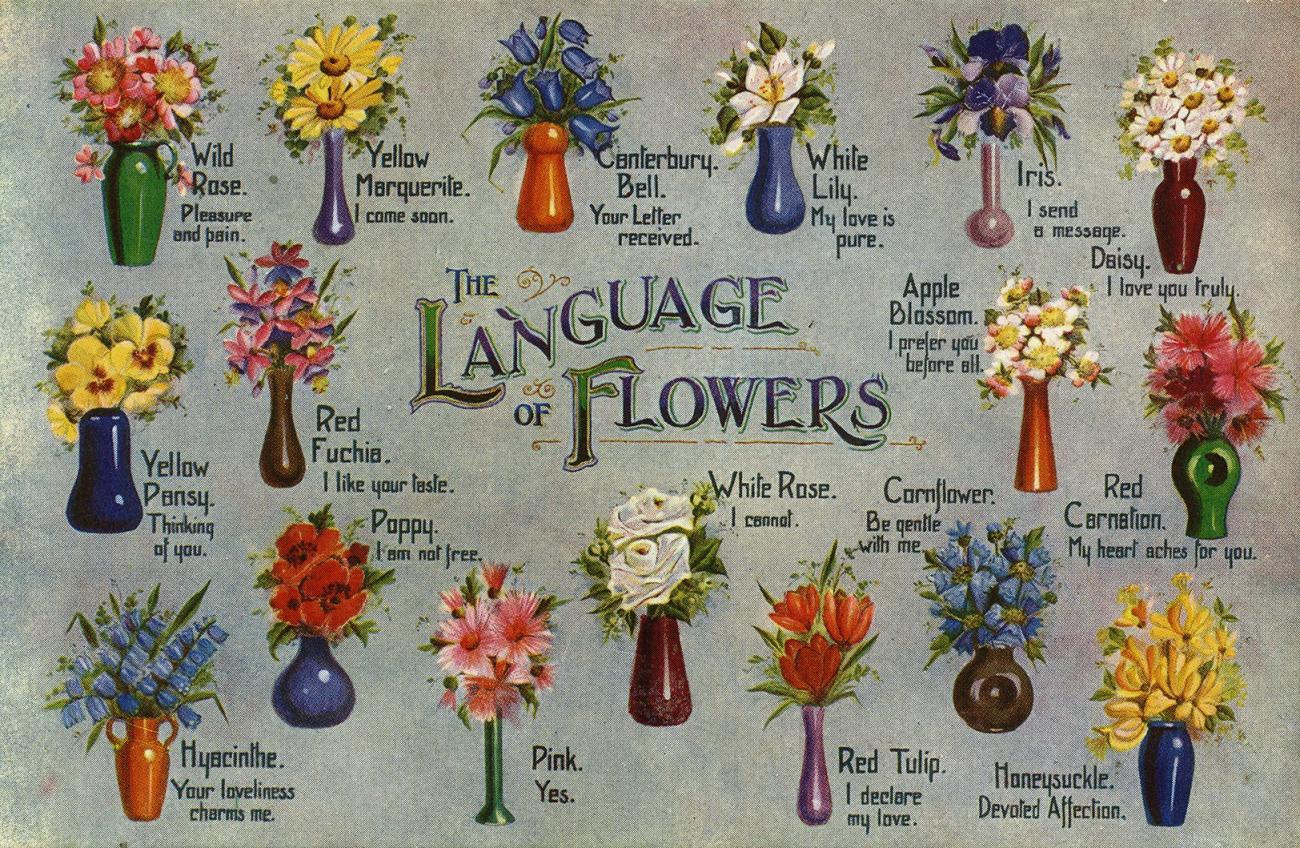 Wild
Rose.
Pleasure
and pain.
Yellow
Marquerite.
I come soon.
Canterbury.
Bell.
Your Letter
received.
White
Lily.
My love is
pure.
Iris.
I send
a message.
Daisy.
I love you truly.
THE
LANGUAGE
OF FLOWERS
Apple
Blossom.
I prefer you
before all.
Yellow
Pansy.
Thinking
of you.
Red
Fuchia.
I like your taste.
Poppy.
I am not free.
White Rose.
I cannot.
Cornflower.
Be gentle
with me.
Red
Carnation.
My heart aches for you.
Hyacinthe.
Your loveliness
charms me.
Pink.
Yes.
Red Tulip.
I declare
my love.
Honeysuckle.
Devoted Affection.